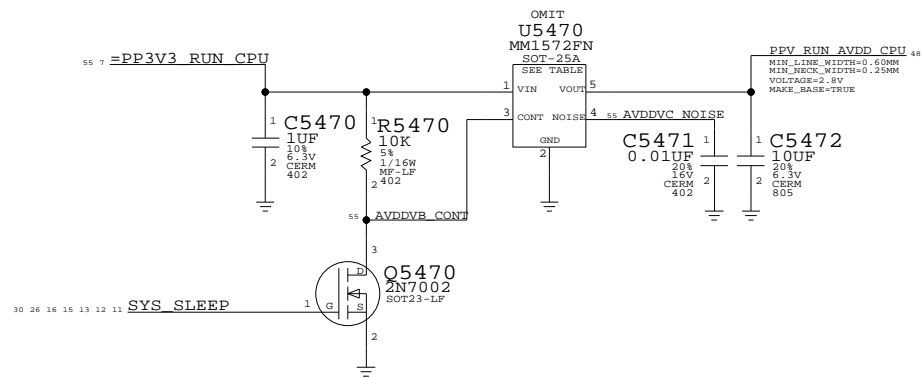 OMIT
U5470
MM1572FN
SOT-25A
SEE TABLE
55 7 =PP3V3_RUN_CPU
PPV_RUN_AVDD_CPU 48
MIN_LINE_WIDTH=0.60MM
MIN_NECK_WIDTH=0.25MM
VOLTAGE=2.8V
MAKE_BASE=TRUE
1 VIN VOUT 5
3 CONT NOISE 4
GND
2
55 AVDDVC_NOISE
1 C5470
1UF
10%
6.3V
CERM
402
2
1 R5470
10K
5%
1/16W
MF-LF
402
2
1 C5471
0.01UF
20%
16V
CERM
402
2
1 C5472
10UF
20%
6.3V
CERM
805
2
55 AVDDVB_CONT
3
D
Q5470
2N7002
SOT23-LF
30 26 16 15 13 12 11 SYS_SLEEP
1 G S
2